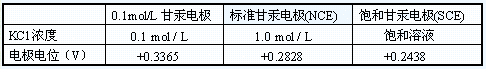 0.1mol/L 甘汞电极 标准甘汞电极(NCE) 饱和甘汞电极(SCE)
KCl浓度 0.1 mol / L 1.0 mol / L 饱和溶液
电极电位（V） +0.3365 +0.2828 +0.2438